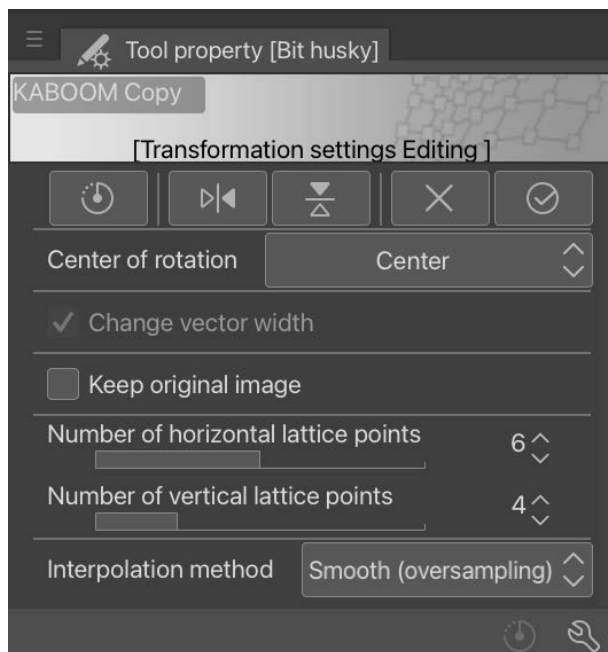 Tool property [Bit husky]
KABOOM Copy
[Transformation settings Editing ]
Center of rotation Center
Change vector width
Keep original image
Number of horizontal lattice points 6
Number of vertical lattice points 4
Interpolation method Smooth (oversampling)